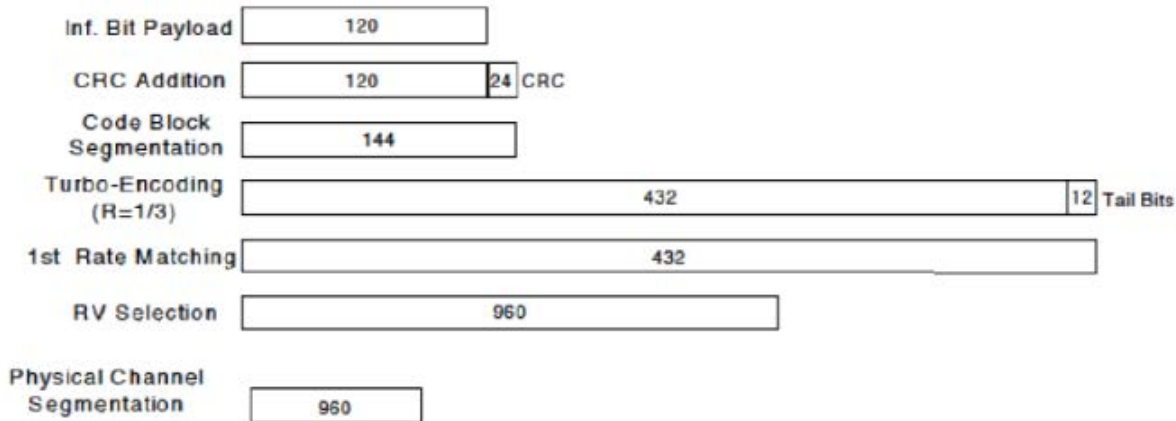 Inf. Bit Payload 120
CRC Addition 120 24 CRC
Code Block
Segmentation 144
Turbo-Encoding
(R=1/3) 432 12 Tail Bits
1st Rate Matching 432
RV Selection 960
Physical Channel
Segmentation 960